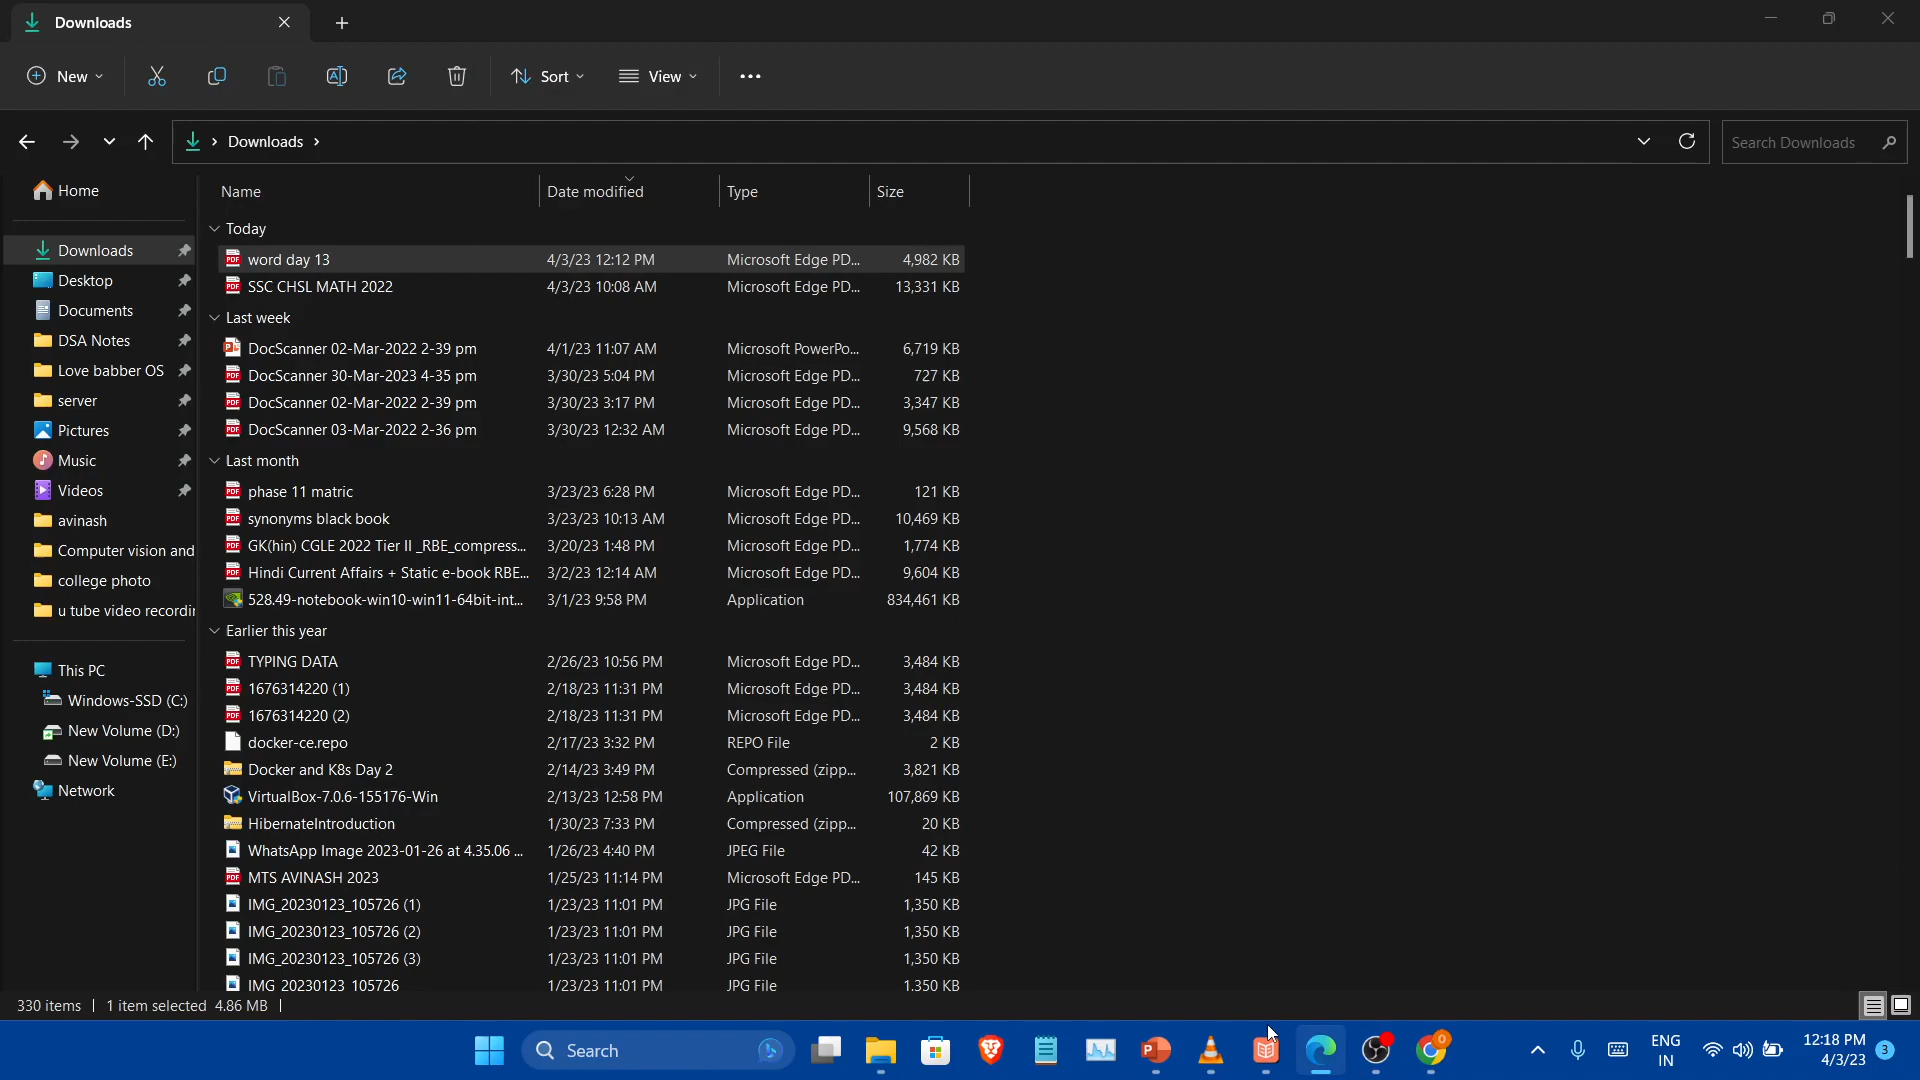 Downloads
New
Sort
View
Downloads
Search Downloads
Home
Downloads
Desktop
Documents
DSA Notes
Love babber OS
server
Pictures
Music
Videos
avinash
Computer vision and
college photo
u tube video recordin
This PC
Windows-SSD (C:)
New Volume (D:)
New Volume (E:)
Network
Name Date modified Type Size
Today
word day 13 4/3/23 12:12 PM Microsoft Edge PD... 4,982 KB
SSC CHSL MATH 2022 4/3/23 10:08 AM Microsoft Edge PD... 13,331 KB
Last week
DocScanner 02-Mar-2022 2-39 pm 4/1/23 11:07 AM Microsoft PowerPo... 6,719 KB
DocScanner 30-Mar-2023 4-35 pm 3/30/23 5:04 PM Microsoft Edge PD... 727 KB
DocScanner 02-Mar-2022 2-39 pm 3/30/23 3:17 PM Microsoft Edge PD... 3,347 KB
DocScanner 03-Mar-2022 2-36 pm 3/30/23 12:32 AM Microsoft Edge PD... 9,568 KB
Last month
phase 11 matric 3/23/23 6:28 PM Microsoft Edge PD... 121 KB
synonyms black book 3/23/23 10:13 AM Microsoft Edge PD... 10,469 KB
GK(hin) CGLE 2022 Tier II _RBE_compress... 3/20/23 1:48 PM Microsoft Edge PD... 1,774 KB
Hindi Current Affairs + Static e-book RBE... 3/2/23 12:14 AM Microsoft Edge PD... 9,604 KB
528.49-notebook-win10-win11-64bit-int... 3/1/23 9:58 PM Application 834,461 KB
Earlier this year
TYPING DATA 2/26/23 10:56 PM Microsoft Edge PD... 3,484 KB
1676314220 (1) 2/18/23 11:31 PM Microsoft Edge PD... 3,484 KB
1676314220 (2) 2/18/23 11:31 PM Microsoft Edge PD... 3,484 KB
docker-ce.repo 2/17/23 3:32 PM REPO File 2 KB
Docker and K8s Day 2 2/14/23 3:49 PM Compressed (zipp... 3,821 KB
VirtualBox-7.0.6-155176-Win 2/13/23 12:58 PM Application 107,869 KB
HibernateIntroduction 1/30/23 7:33 PM Compressed (zipp... 20 KB
WhatsApp Image 2023-01-26 at 4.35.06 ... 1/26/23 4:40 PM JPEG File 42 KB
MTS AVINASH 2023 1/25/23 11:14 PM Microsoft Edge PD... 145 KB
IMG_20230123_105726 (1) 1/23/23 11:01 PM JPG File 1,350 KB
IMG_20230123_105726 (2) 1/23/23 11:01 PM JPG File 1,350 KB
IMG_20230123_105726 (3) 1/23/23 11:01 PM JPG File 1,350 KB
IMG_20230123_105726 1/23/23 11:01 PM JPG File 1,350 KB
330 items 1 item selected 4.86 MB
Search
ENG
IN
12:18 PM
4/3/23
3